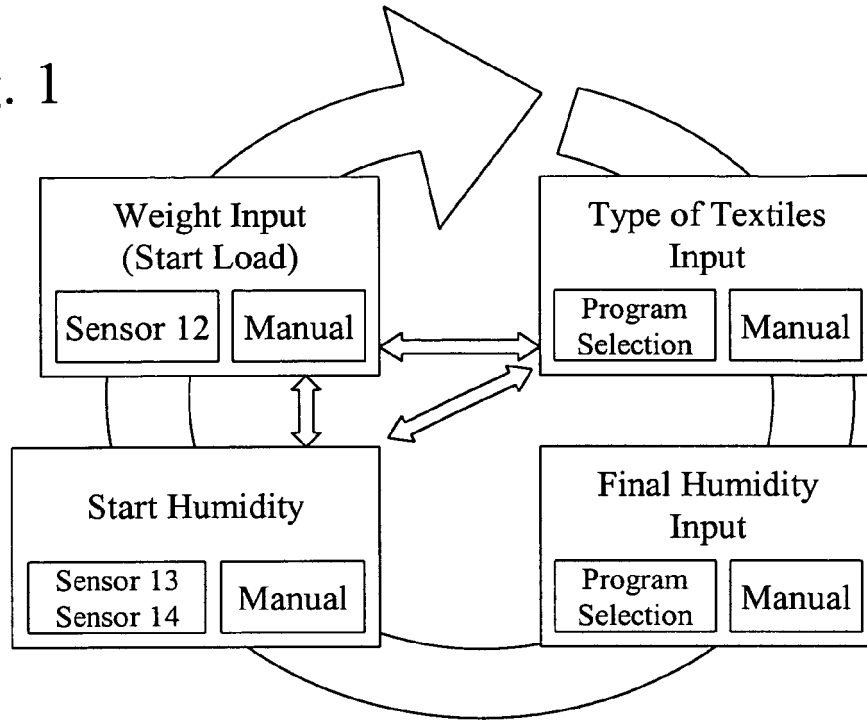 . 1
Weight Input
(Start Load)
Sensor 12
Manual
Type of Textiles
Input
Program
Selection
Manual
Start Humidity
Sensor 13
Sensor 14
Manual
Final Humidity
Input
Program
Selection
Manual